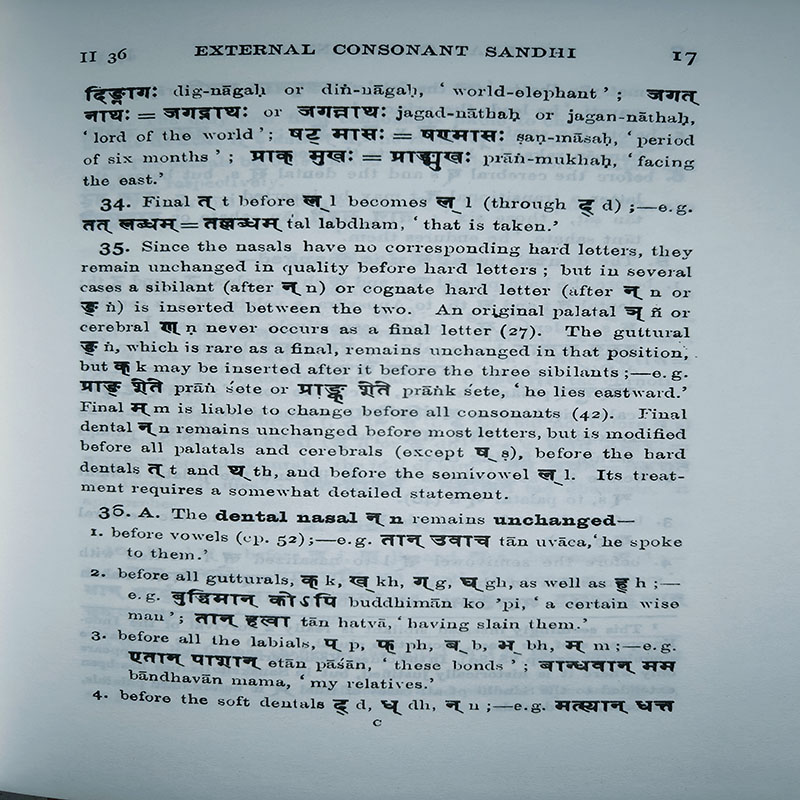 II 36 EXTERNAL CONSONANT SANDHI 17
दिङ्नागः dig-nāgaḥ or diṅ-nāgaḥ, ‘world-elephant’; जगत्
नाथः = जगद्नाथः or जगन्नाथः jagad-nāthaḥ or jagan-nāthaḥ,
‘lord of the world’; षट् मासः = षण्मासः ṣaṇ-māsaḥ, ‘period
of six months’; प्राक् मुखः = प्राङ्मुखः prāṅ-mukhaḥ, ‘facing
the east.’
34. Final त् t before ल् l becomes ल् l (through द् d);—e.g.
तत् लब्धम् = तल्लब्धम् tal labdham, ‘that is taken.’
35. Since the nasals have no corresponding hard letters, they
remain unchanged in quality before hard letters; but in several
cases a sibilant (after न् n) or cognate hard letter (after न् n or
ङ् ṅ) is inserted between the two. An original palatal ञ् ñ or
cerebral ण् ṇ never occurs as a final letter (27). The guttural
ङ् ṅ, which is rare as a final, remains unchanged in that position,
but क् k may be inserted after it before the three sibilants;—e.g.
प्राङ् शेते prāṅ śete or प्राङ्क् शेते prāṅk śete, ‘he lies eastward.’
Final म् m is liable to change before all consonants (42). Final
dental न् n remains unchanged before most letters, but is modified
before all palatals and cerebrals (except ष् ṣ), before the hard
dentals त् t and थ् th, and before the semivowel ल् l. Its treat-
ment requires a somewhat detailed statement.
36. A. The dental nasal न् n remains unchanged—
1. before vowels (cp. 52);—e.g. तान् उवाच tān uvāca, ‘he spoke
to them.’
2. before all gutturals, क् k, ख् kh, ग् g, घ् gh, as well as ह् h;—
e.g. बुद्धिमान् कोऽपि buddhimān ko ’pi, ‘a certain wise
man’; तान् हत्वा tān hatvā, ‘having slain them.’
3. before all the labials, प् p, फ् ph, ब् b, भ् bh, म् m;—e.g.
एतान् पाशान् etān pāśān, ‘these bonds’; बान्धवान् मम
bāndhavān mama, ‘my relatives.’
4. before the soft dentals द् d, ध् dh, न् n;—e.g. मत्स्यान् धत्त
C